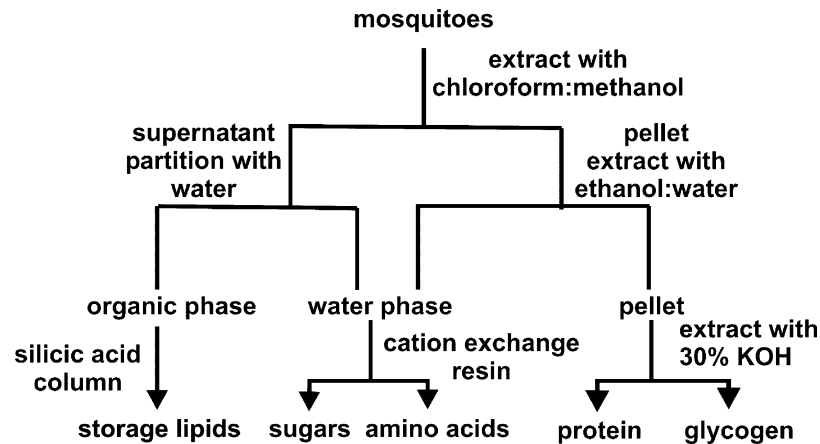 mosquitoes
extract with
chloroform:methanol
supernatant
partition with
water
pellet
extract with
ethanol:water
organic phase
water phase
pellet
silicic acid
column
cation exchange
resin
extract with
30% KOH
storage lipids
sugars
amino acids
protein
glycogen